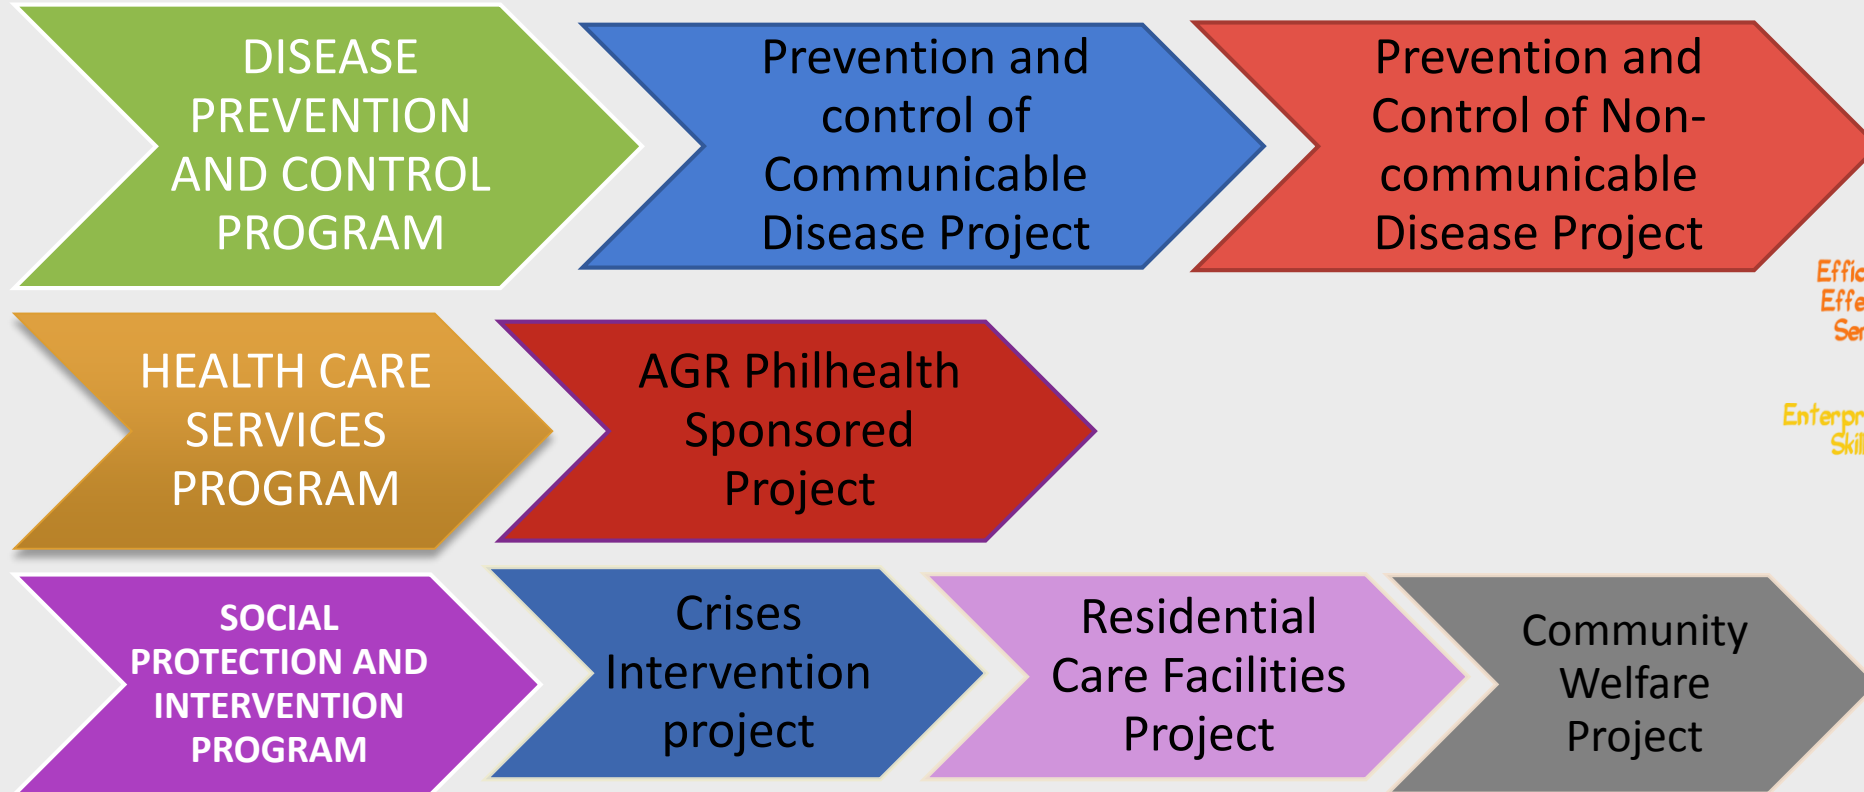 DISEASE
PREVENTION
AND CONTROL
PROGRAM
Prevention and
control of
Communicable
Disease Project
Prevention and
Control of Non-
communicable
Disease Project
HEALTH CARE
SERVICES
PROGRAM
AGR Philhealth
Sponsored
Project
SOCIAL
PROTECTION AND
INTERVENTION
PROGRAM
Crises
Intervention
project
Residential
Care Facilities
Project
Community
Welfare
Project